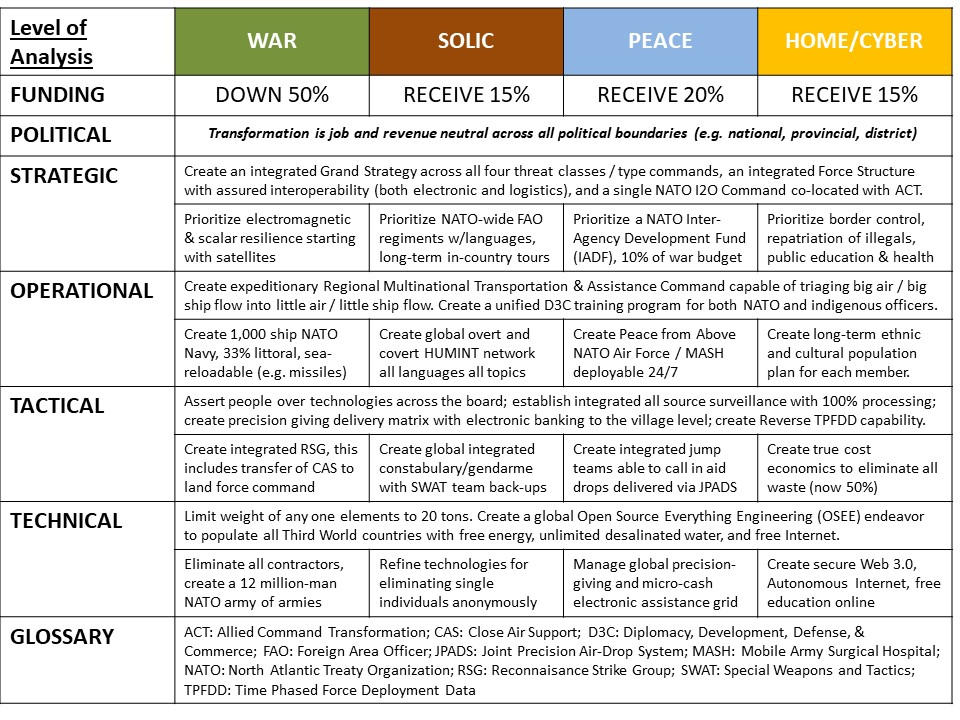 Level of
Analysis
WAR
SOLIC
PEACE
HOME/CYBER
FUNDING
DOWN 50%
RECEIVE 15%
RECEIVE 20%
RECEIVE 15%
POLITICAL
Transformation is job and revenue neutral across all political boundaries (e.g. national, provincial, district)
STRATEGIC
Create an integrated Grand Strategy across all four threat classes / type commands, an integrated Force Structure
with assured interoperability (both electronic and logistics), and a single NATO I2O Command co-located with ACT.
Prioritize electromagnetic
& scalar resilience starting
with satellites
Prioritize NATO-wide FAO
regiments w/languages,
long-term in-country tours
Prioritize a NATO Inter-
Agency Development Fund
(IADF), 10% of war budget
Prioritize border control,
repatriation of illegals,
public education & health
OPERATIONAL
Create expeditionary Regional Multinational Transportation & Assistance Command capable of triaging big air / big
ship flow into little air / little ship flow. Create a unified D3C training program for both NATO and indigenous officers.
Create 1,000 ship NATO
Navy, 33% littoral, sea-
reloadable (e.g. missiles)
Create global overt and
covert HUMINT network
all languages all topics
Create Peace from Above
NATO Air Force / MASH
deployable 24/7
Create long-term ethnic
and cultural population
plan for each member.
TACTICAL
Assert people over technologies across the board; establish integrated all source surveillance with 100% processing;
create precision giving delivery matrix with electronic banking to the village level; create Reverse TPFDD capability.
Create integrated RSG, this
includes transfer of CAS to
land force command
Create global integrated
constabulary/gendarme
with SWAT team back-ups
Create integrated jump
teams able to call in aid
drops delivered via JPADS
Create true cost
economics to eliminate all
waste (now 50%)
TECHNICAL
Limit weight of any one elements to 20 tons. Create a global Open Source Everything Engineering (OSEE) endeavor
to populate all Third World countries with free energy, unlimited desalinated water, and free Internet.
Eliminate all contractors,
create a 12 million-man
NATO army of armies
Refine technologies for
eliminating single
individuals anonymously
Manage global precision-
giving and micro-cash
electronic assistance grid
Create secure Web 3.0,
Autonomous Internet, free
education online
GLOSSARY
ACT: Allied Command Transformation; CAS: Close Air Support; D3C: Diplomacy, Development, Defense, &
Commerce; FAO: Foreign Area Officer; JPADS: Joint Precision Air-Drop System; MASH: Mobile Army Surgical Hospital;
NATO: North Atlantic Treaty Organization; RSG: Reconnaisance Strike Group; SWAT: Special Weapons and Tactics;
TPFDD: Time Phased Force Deployment Data